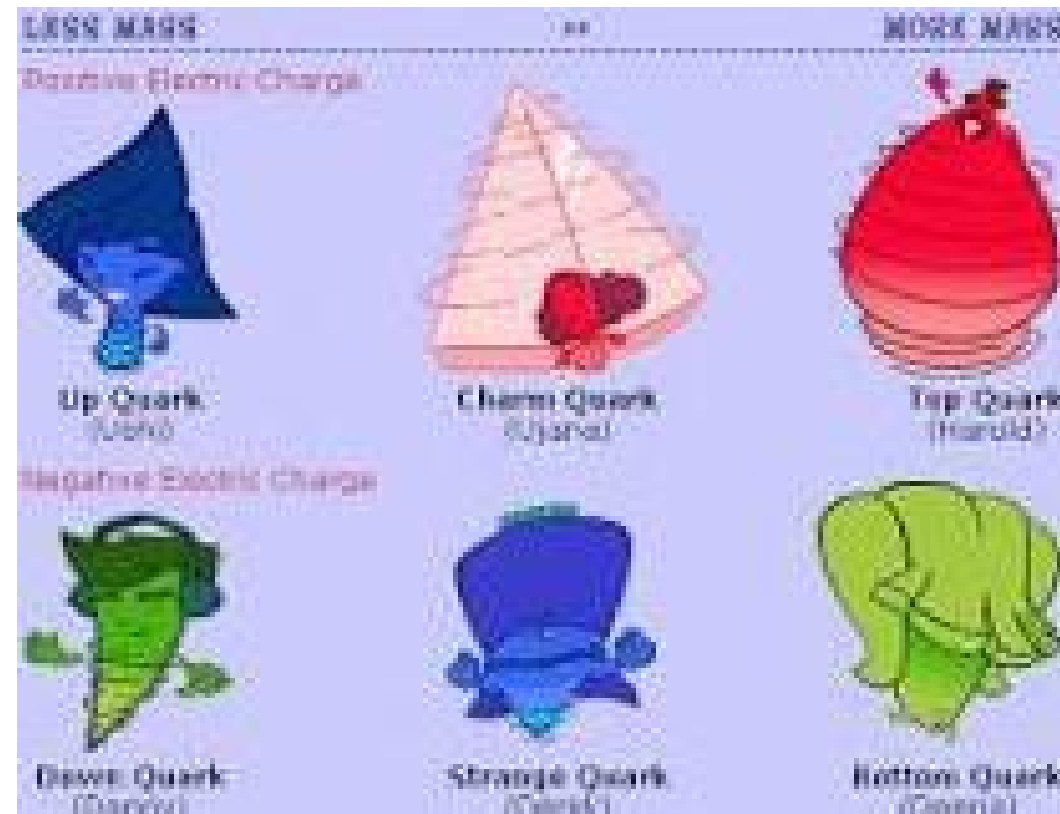 LESS MASS >> MORE MASS
Positive Electric Charge
Up Quark Charm Quark Top Quark
(Harold)
Negative Electric Charge
Down Quark Strange Quark Bottom Quark